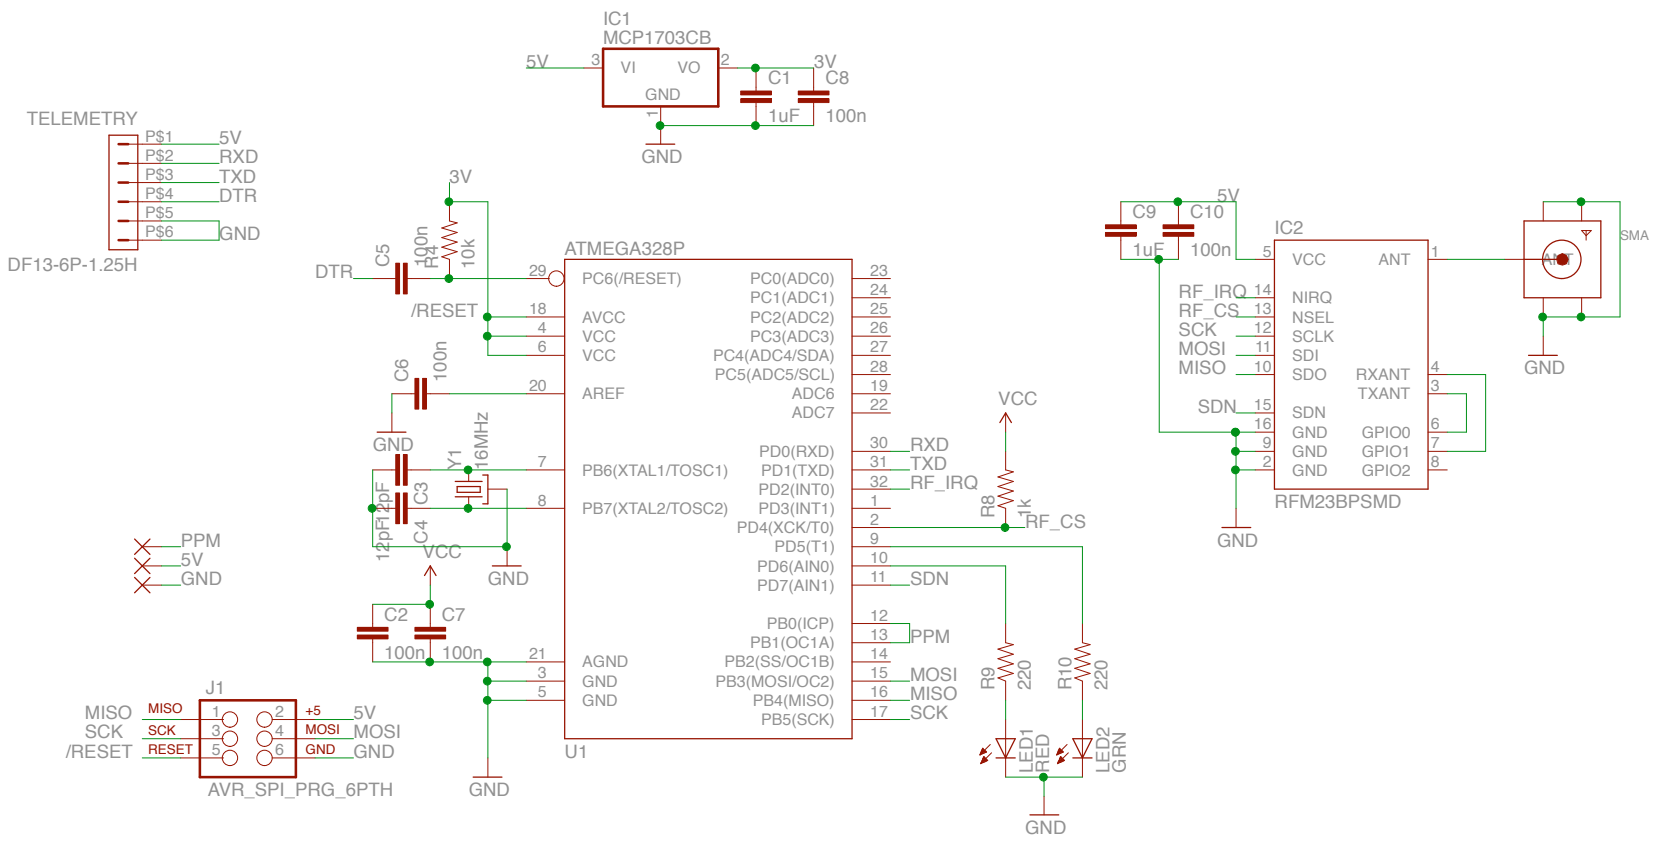 IC1
MCP1703CB
5V
3
VI
VO
2
3V
GND
1
C1
1uF
C8
100n
GND
TELEMETRY
P$1
5V
P$2
RXD
P$3
TXD
P$4
DTR
P$5
P$6
GND
DF13-6P-1.25H
3V
DTR
C5
100n
R4
10k
/RESET
ATMEGA328P
29
PC6(/RESET)
18
AVCC
4
VCC
6
VCC
20
AREF
7
PB6(XTAL1/TOSC1)
8
PB7(XTAL2/TOSC2)
21
AGND
3
GND
5
GND
PC0(ADC0)
23
PC1(ADC1)
24
PC2(ADC2)
25
PC3(ADC3)
26
PC4(ADC4/SDA)
27
PC5(ADC5/SCL)
28
ADC6
19
ADC7
22
PD0(RXD)
30
RXD
PD1(TXD)
31
TXD
PD2(INT0)
32
RF_IRQ
PD3(INT1)
1
PD4(XCK/T0)
2
RF_CS
PD5(T1)
9
PD6(AIN0)
10
PD7(AIN1)
11
SDN
PB0(ICP)
12
PB1(OC1A)
13
PPM
PB2(SS/OC1B)
14
PB3(MOSI/OC2)
15
MOSI
PB4(MISO)
16
MISO
PB5(SCK)
17
SCK
U1
C6
100n
GND
Y1
16MHz
12pF
C3
12pF
C4
GND
VCC
C2
100n
C7
100n
GND
PPM
5V
GND
J1
MISO
MISO
1
2
+5
5V
SCK
SCK
3
4
MOSI
MOSI
/RESET
RESET
5
6
GND
GND
AVR_SPI_PRG_6PTH
VCC
R8
1k
R9
220
R10
220
LED1
RED
LED2
GRN
GND
5V
C9
1uF
C10
100n
IC2
5
VCC
RF_IRQ
14
NIRQ
RF_CS
13
NSEL
SCK
12
SCLK
MOSI
11
SDI
MISO
10
SDO
SDN
15
SDN
16
GND
9
GND
2
GND
ANT
1
RXANT
4
TXANT
3
GPIO0
6
GPIO1
7
GPIO2
8
RFM23BPSMD
GND
ANT
SMA
GND